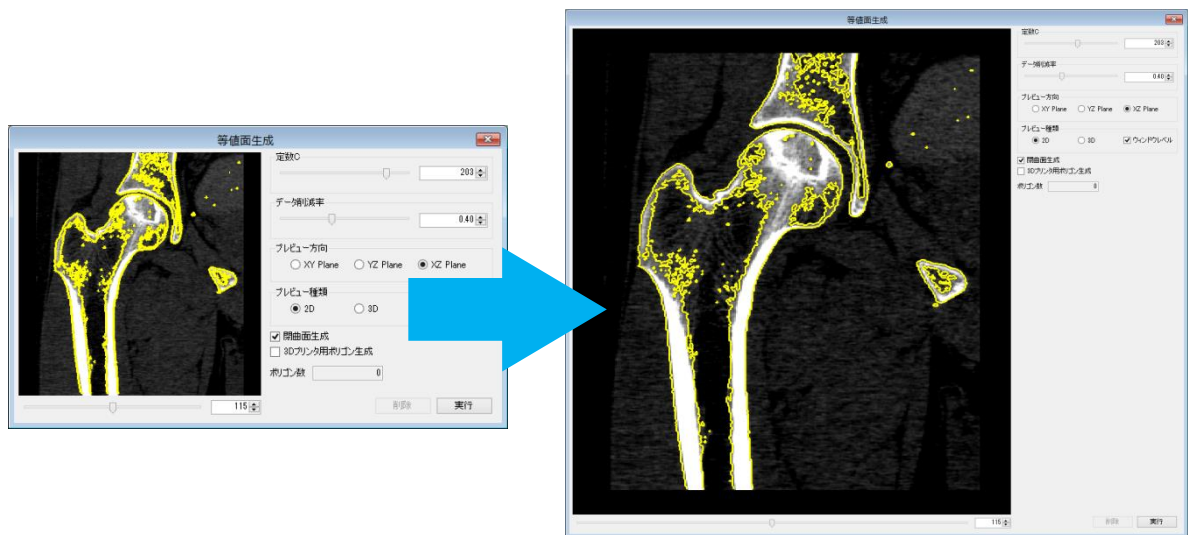 等値面生成
定数C
203
データ削減率
0.40
プレビュー方向
XY Plane YZ Plane XZ Plane
プレビュー種類
2D 3D
閉曲面生成
3Dプリンタ用ポリゴン生成
ポリゴン数 0
115 削除 実行
等値面生成
定数C
203
データ削減率
0.40
プレビュー方向
XY Plane YZ Plane XZ Plane
プレビュー種類
2D 3D ウィンドウレベル
閉曲面生成
3Dプリンタ用ポリゴン生成
ポリゴン数 0
115 削除 実行